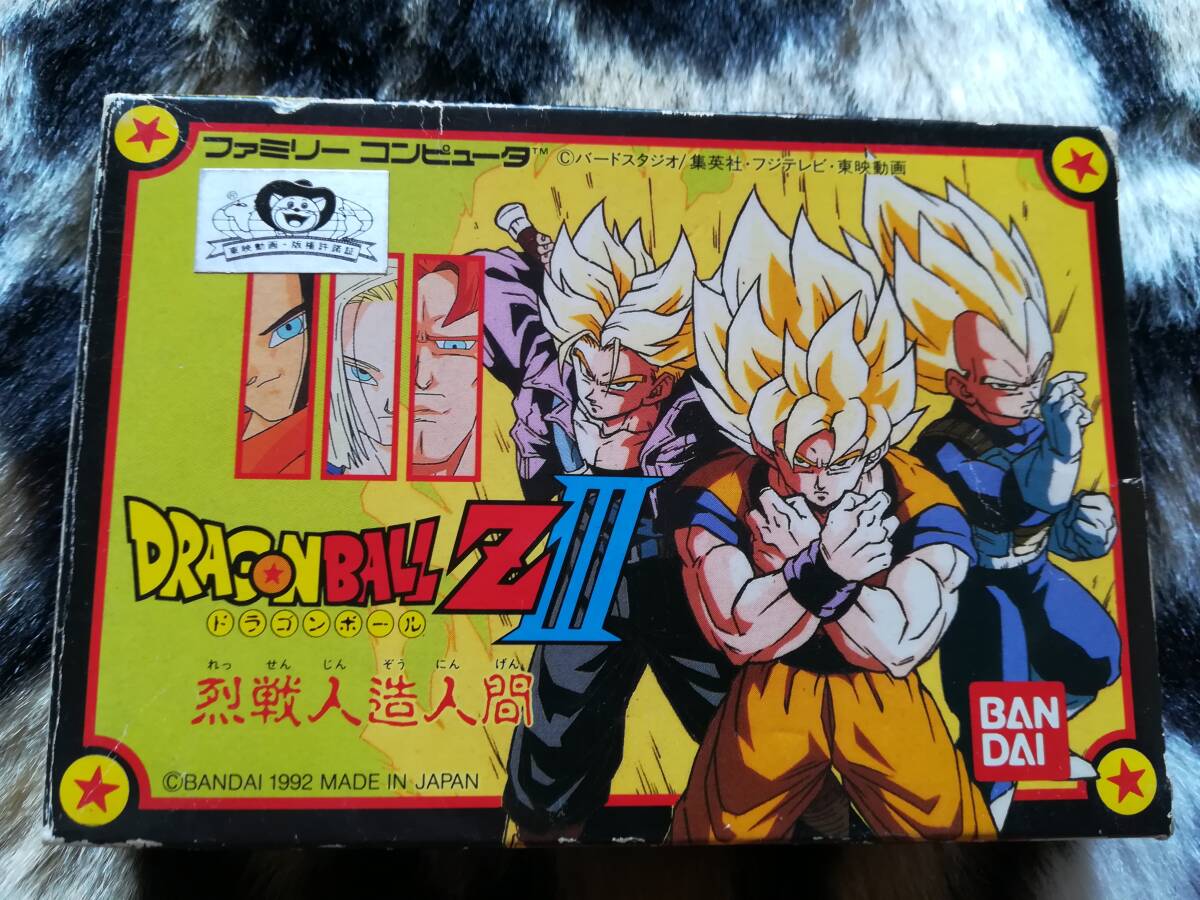 ファミリー コンピュータ™ ©バードスタジオ/集英社・フジテレビ・東映動画
®
東映動画・版権許諾証
DRAGONBALL Z III
ドラゴンボール
れっ せん じん ぞう にん げん
烈戦人造人間
BAN
DAI
©BANDAI 1992 MADE IN JAPAN